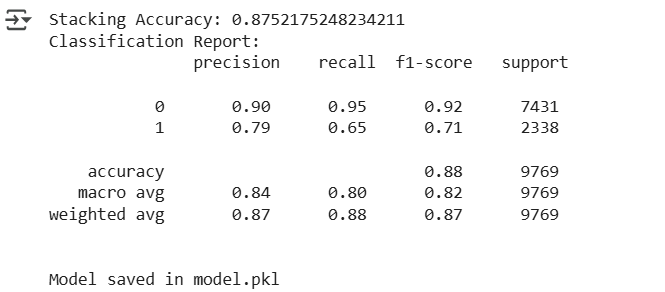 Stacking Accuracy: 0.8752175248234211
Classification Report:
precision recall f1-score support
0 0.90 0.95 0.92 7431
1 0.79 0.65 0.71 2338
accuracy 0.88 9769
macro avg 0.84 0.80 0.82 9769
weighted avg 0.87 0.88 0.87 9769
Model saved in model.pkl